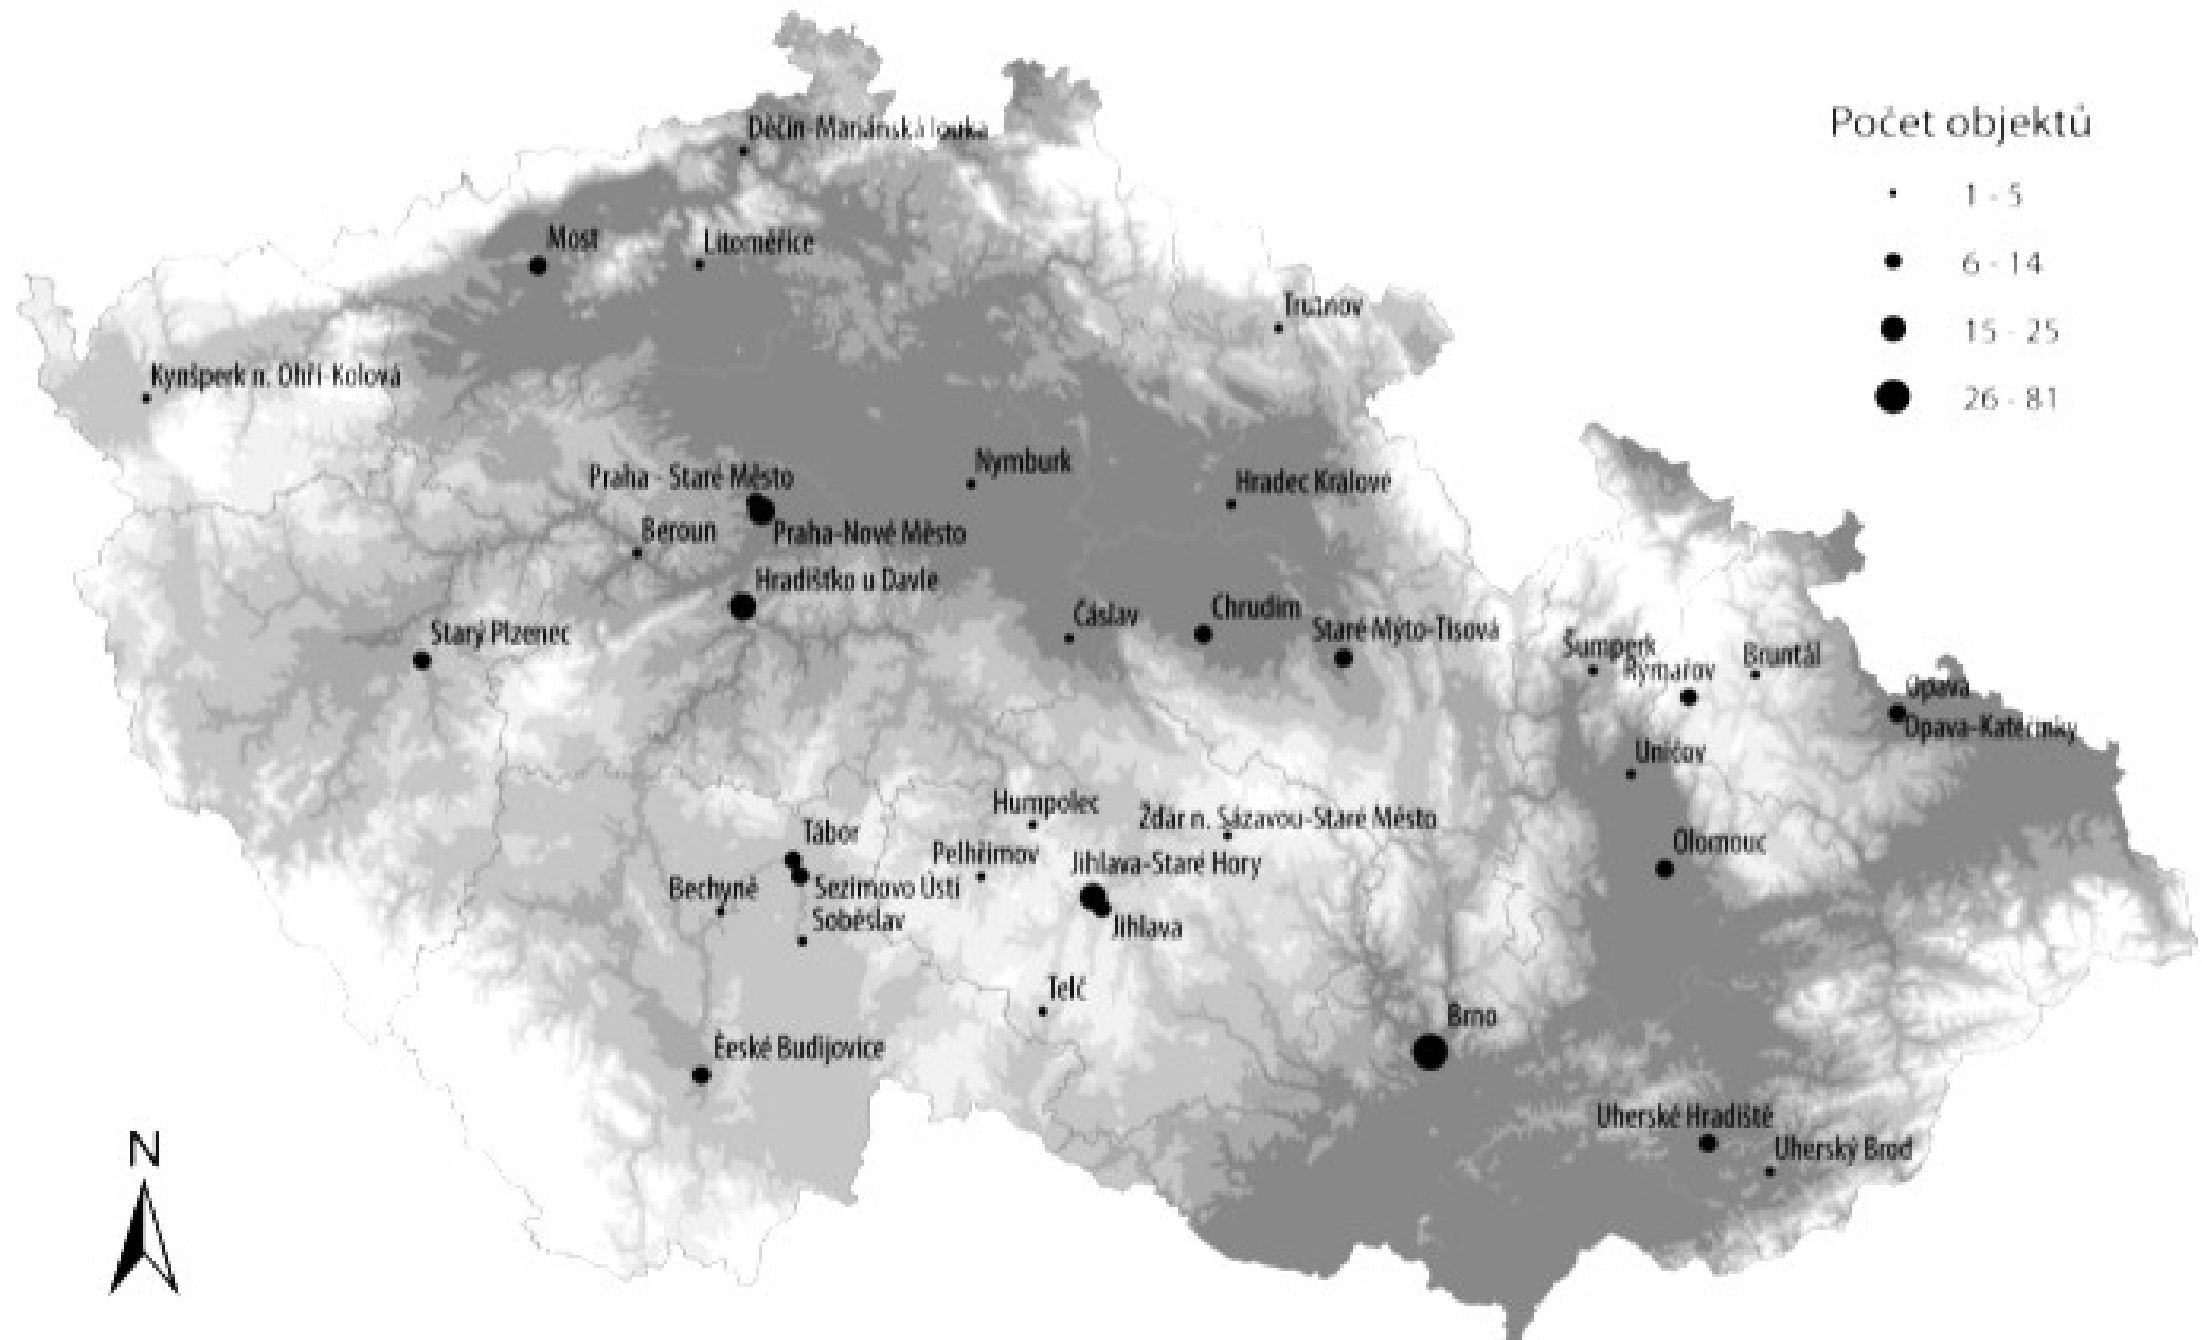 Děčín-Mariánská louka
Počet objektů
1 - 5
Most
Litoměřice
6 - 14
Trutnov
15 - 25
Kynšperk n. Ohří-Kolová
26 - 81
Nymburk
Praha - Staré Město
Hradec Králové
Beroun
Praha-Nové Město
Hradištko u Davle
Čáslav
Chrudim
Starý Plzenec
Staré Mýto-Tisová
Šumperk
Rýmařov
Bruntál
Opava
Opava-Kateřinky
Uničov
Humpolec
Žďár n. Sázavou-Staré Město
Tábor
Olomouc
Pelhřimov
Jihlava-Staré Hory
Bechyně
Sezimovo Ústí
Soběslav
Jihlava
Telč
Brno
Èeské Budìjovice
Uherské Hradiště
N
Uherský Brod